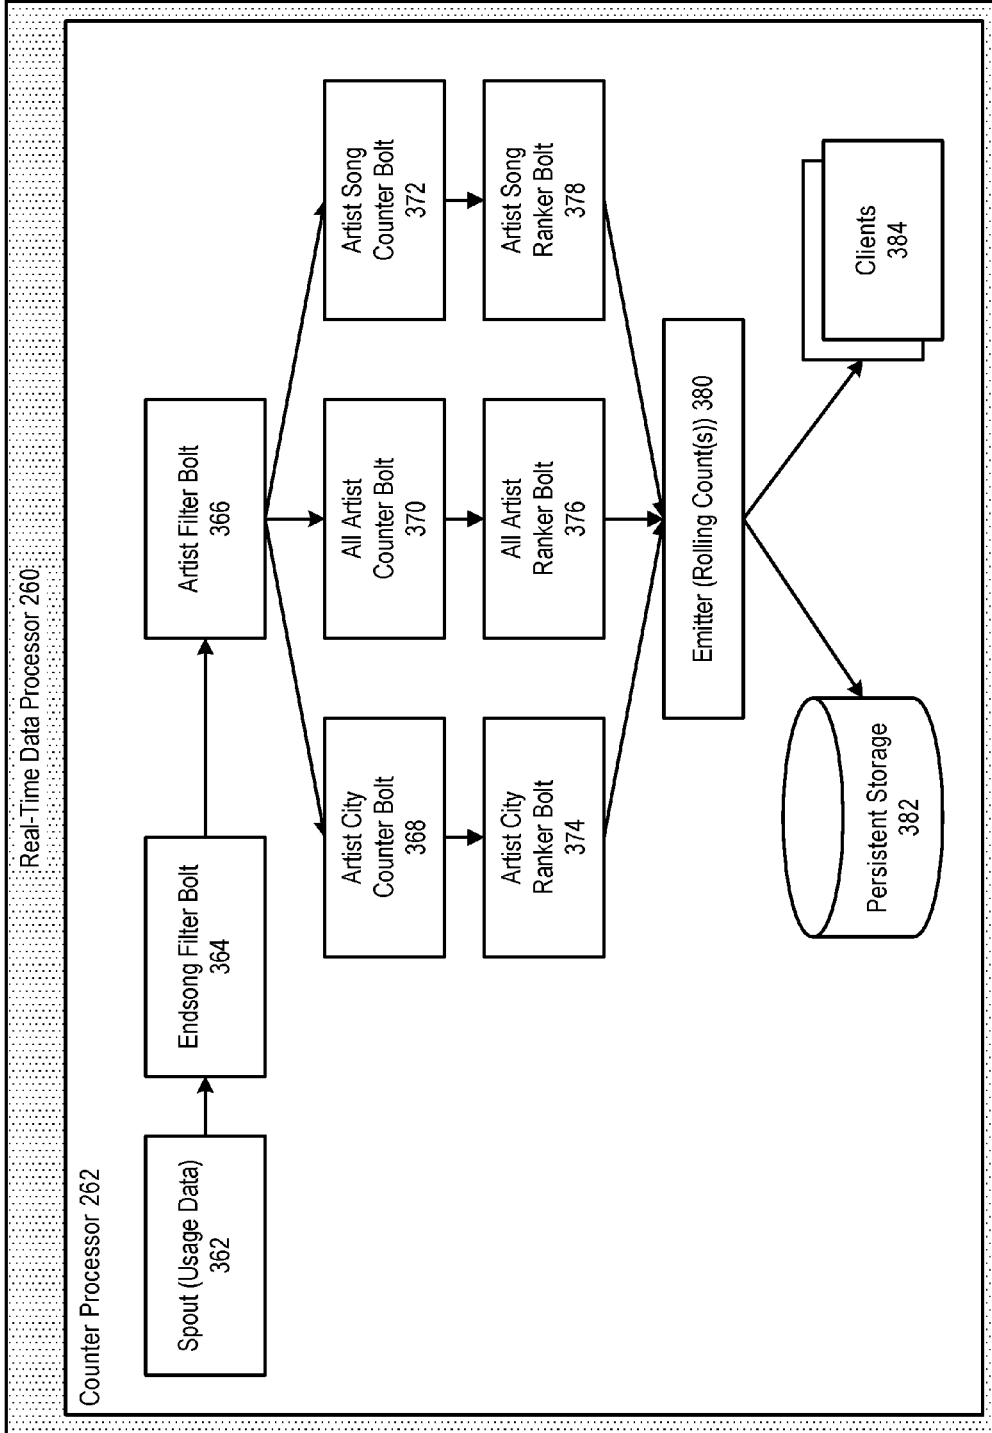 Real-Time Data Processor 260
Counter Processor 262
Spout (Usage Data)
362
Endsong Filter Bolt
364
Artist Filter Bolt
366
Artist City
Counter Bolt
368
All Artist
Counter Bolt
370
Artist Song
Counter Bolt
372
Artist City
Ranker Bolt
374
All Artist
Ranker Bolt
376
Artist Song
Ranker Bolt
378
Emitter (Rolling Count(s)) 380
Persistent Storage
382
Clients
384